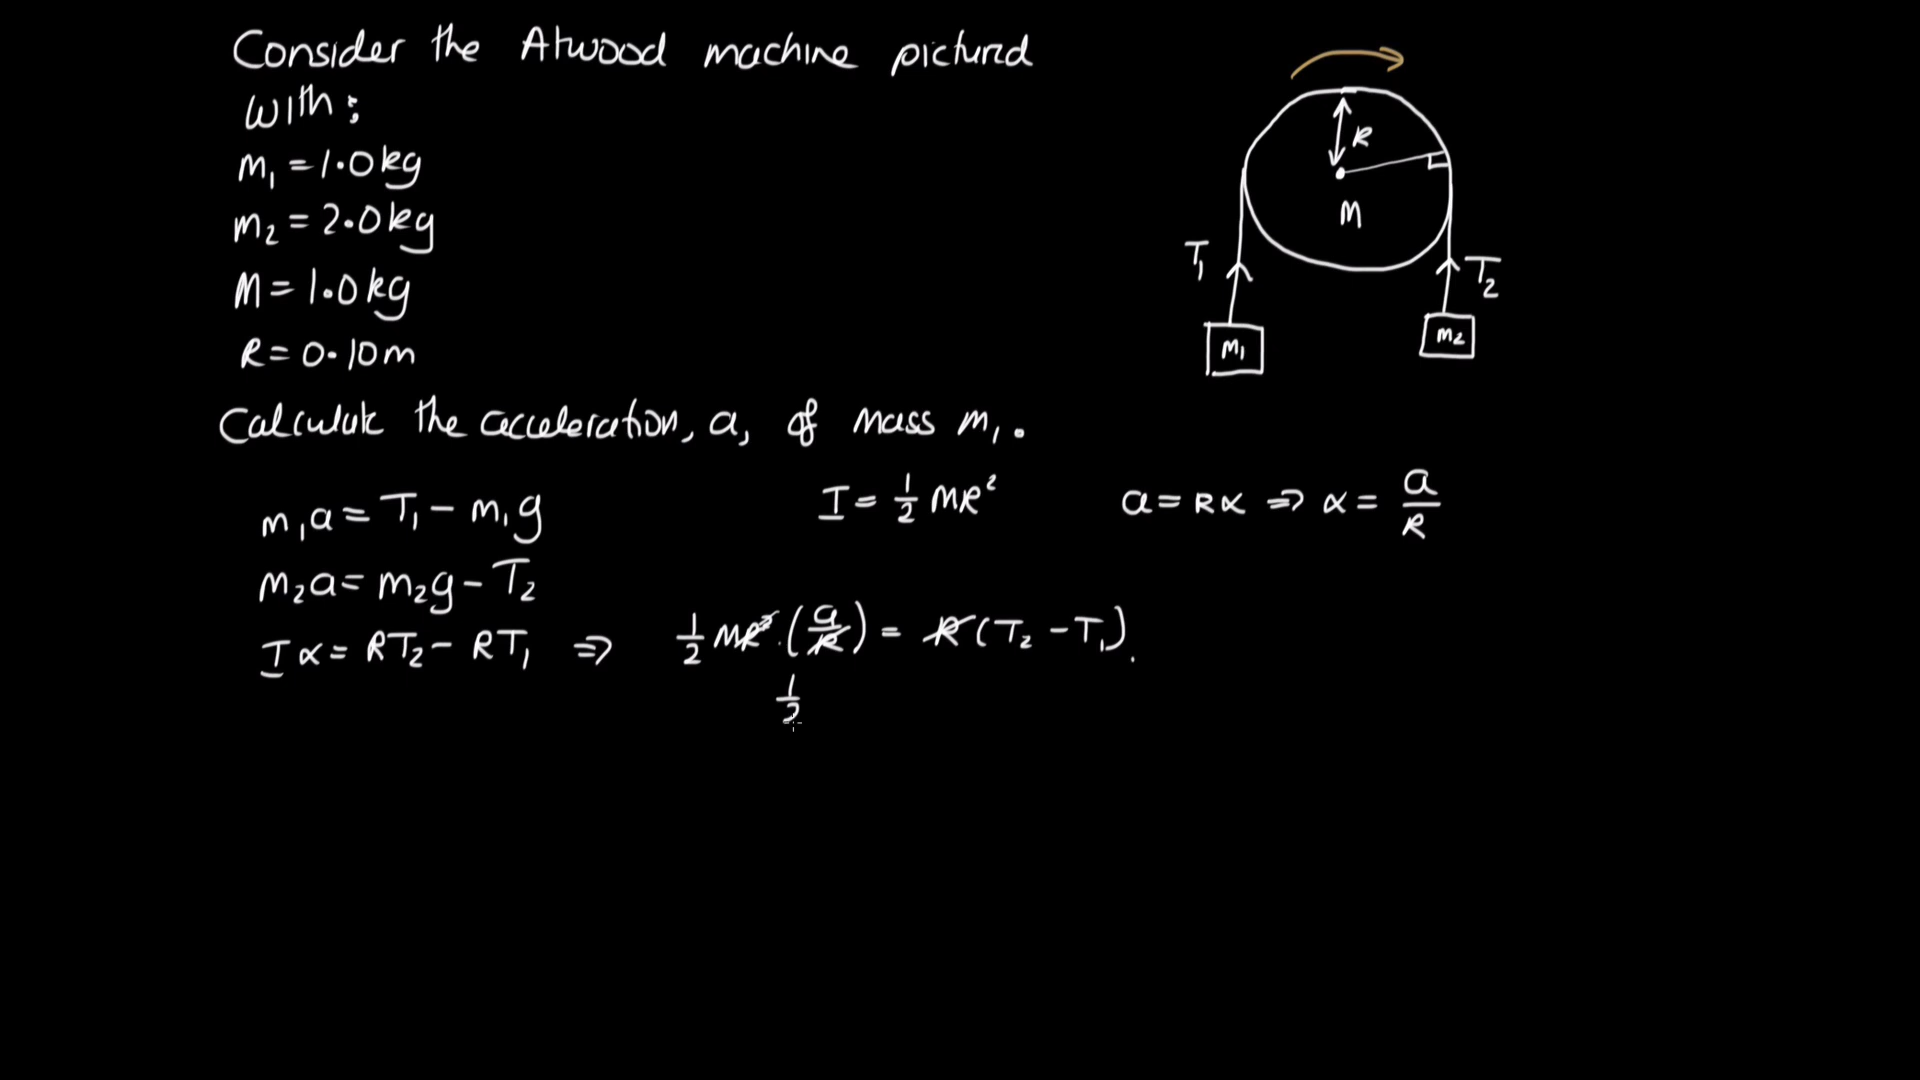 Consider the Atwood machine pictured
with:
m₁ = 1.0kg
m₂ = 2.0kg
M = 1.0kg
R = 0.10m
R
M
T₁
T₂
m₁
m₂
Calculate the acceleration, a, of mass m₁.
m₁a = T₁ - m₁g
I = ½MR²
a = Rα ⇒ α = a/R
m₂a = m₂g - T₂
Iα = RT₂ - RT₁ ⇒ ½MR².(a/R) = R(T₂ - T₁).
½